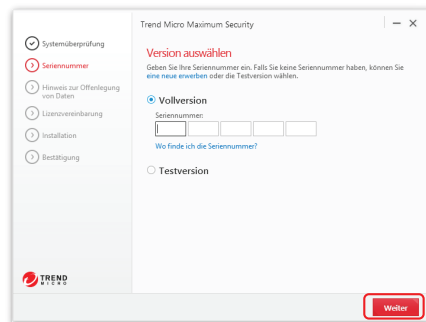 Trend Micro Maximum Security
Systemüberprüfung
Seriennummer
Hinweis zur Offenlegung
von Daten
Lizenzvereinbarung
Installation
Bestätigung
Version auswählen
Geben Sie Ihre Seriennummer ein. Falls Sie keine Seriennummer haben, können Sie
eine neue erwerben oder die Testversion wählen.
Vollversion
Seriennummer:
Wo finde ich die Seriennummer?
Testversion
TREND
MICRO
Weiter